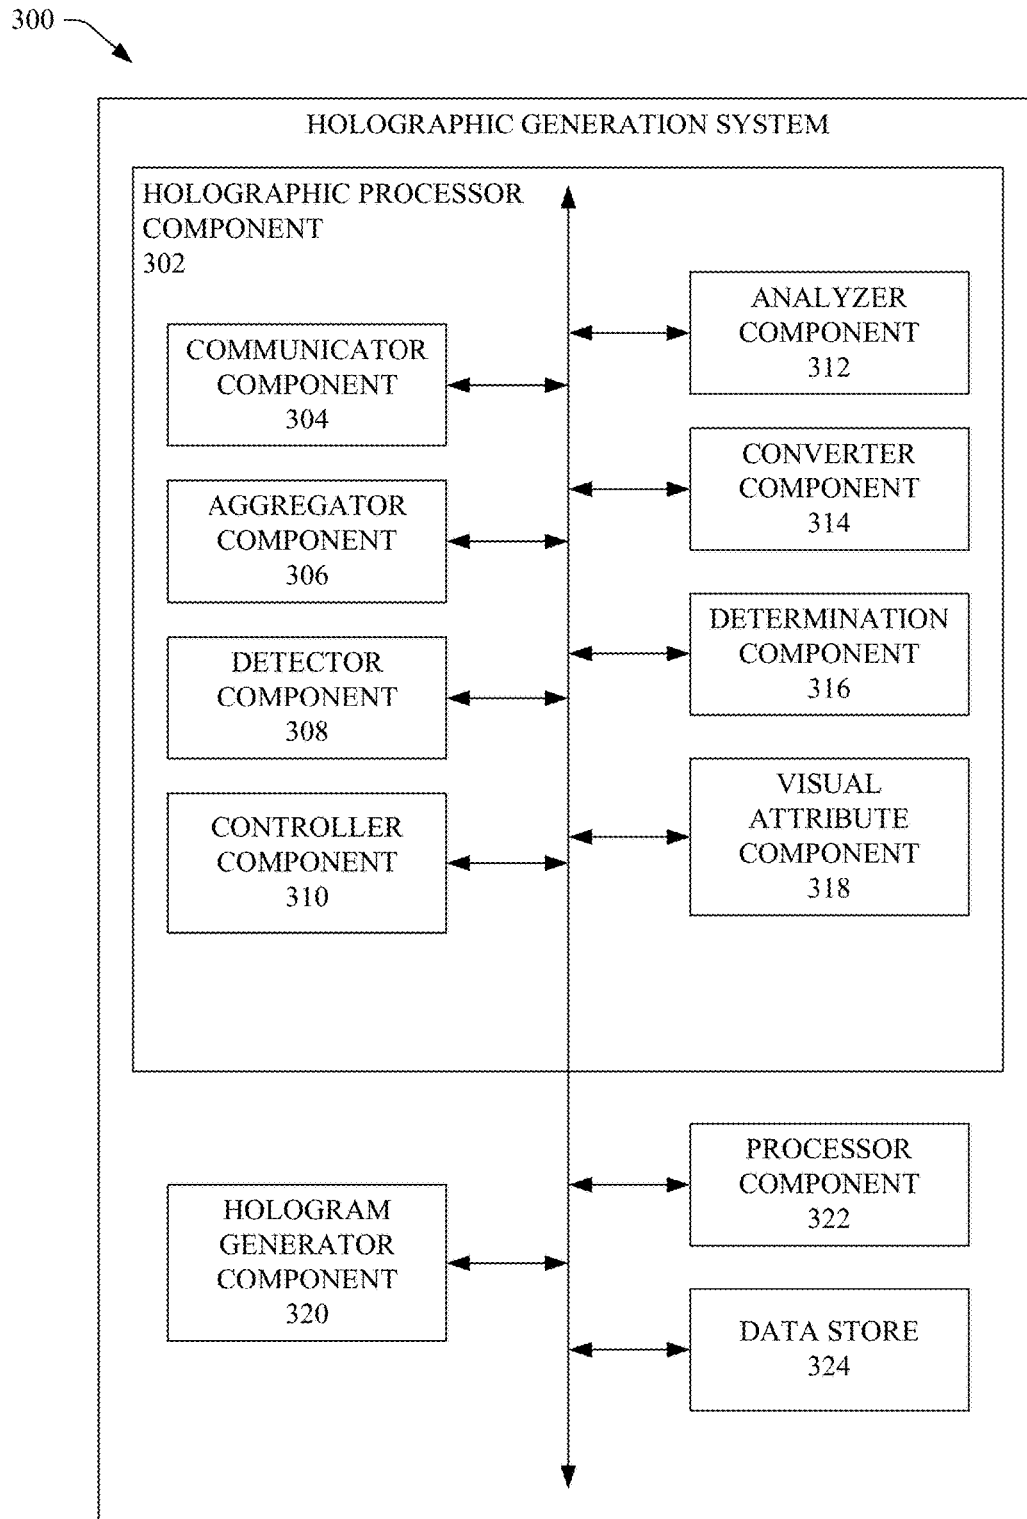 300
HOLOGRAPHIC GENERATION SYSTEM
HOLOGRAPHIC PROCESSOR
COMPONENT
302
COMMUNICATOR
COMPONENT
304
AGGREGATOR
COMPONENT
306
DETECTOR
COMPONENT
308
CONTROLLER
COMPONENT
310
ANALYZER
COMPONENT
312
CONVERTER
COMPONENT
314
DETERMINATION
COMPONENT
316
VISUAL
ATTRIBUTE
COMPONENT
318
HOLOGRAM
GENERATOR
COMPONENT
320
PROCESSOR
COMPONENT
322
DATA STORE
324